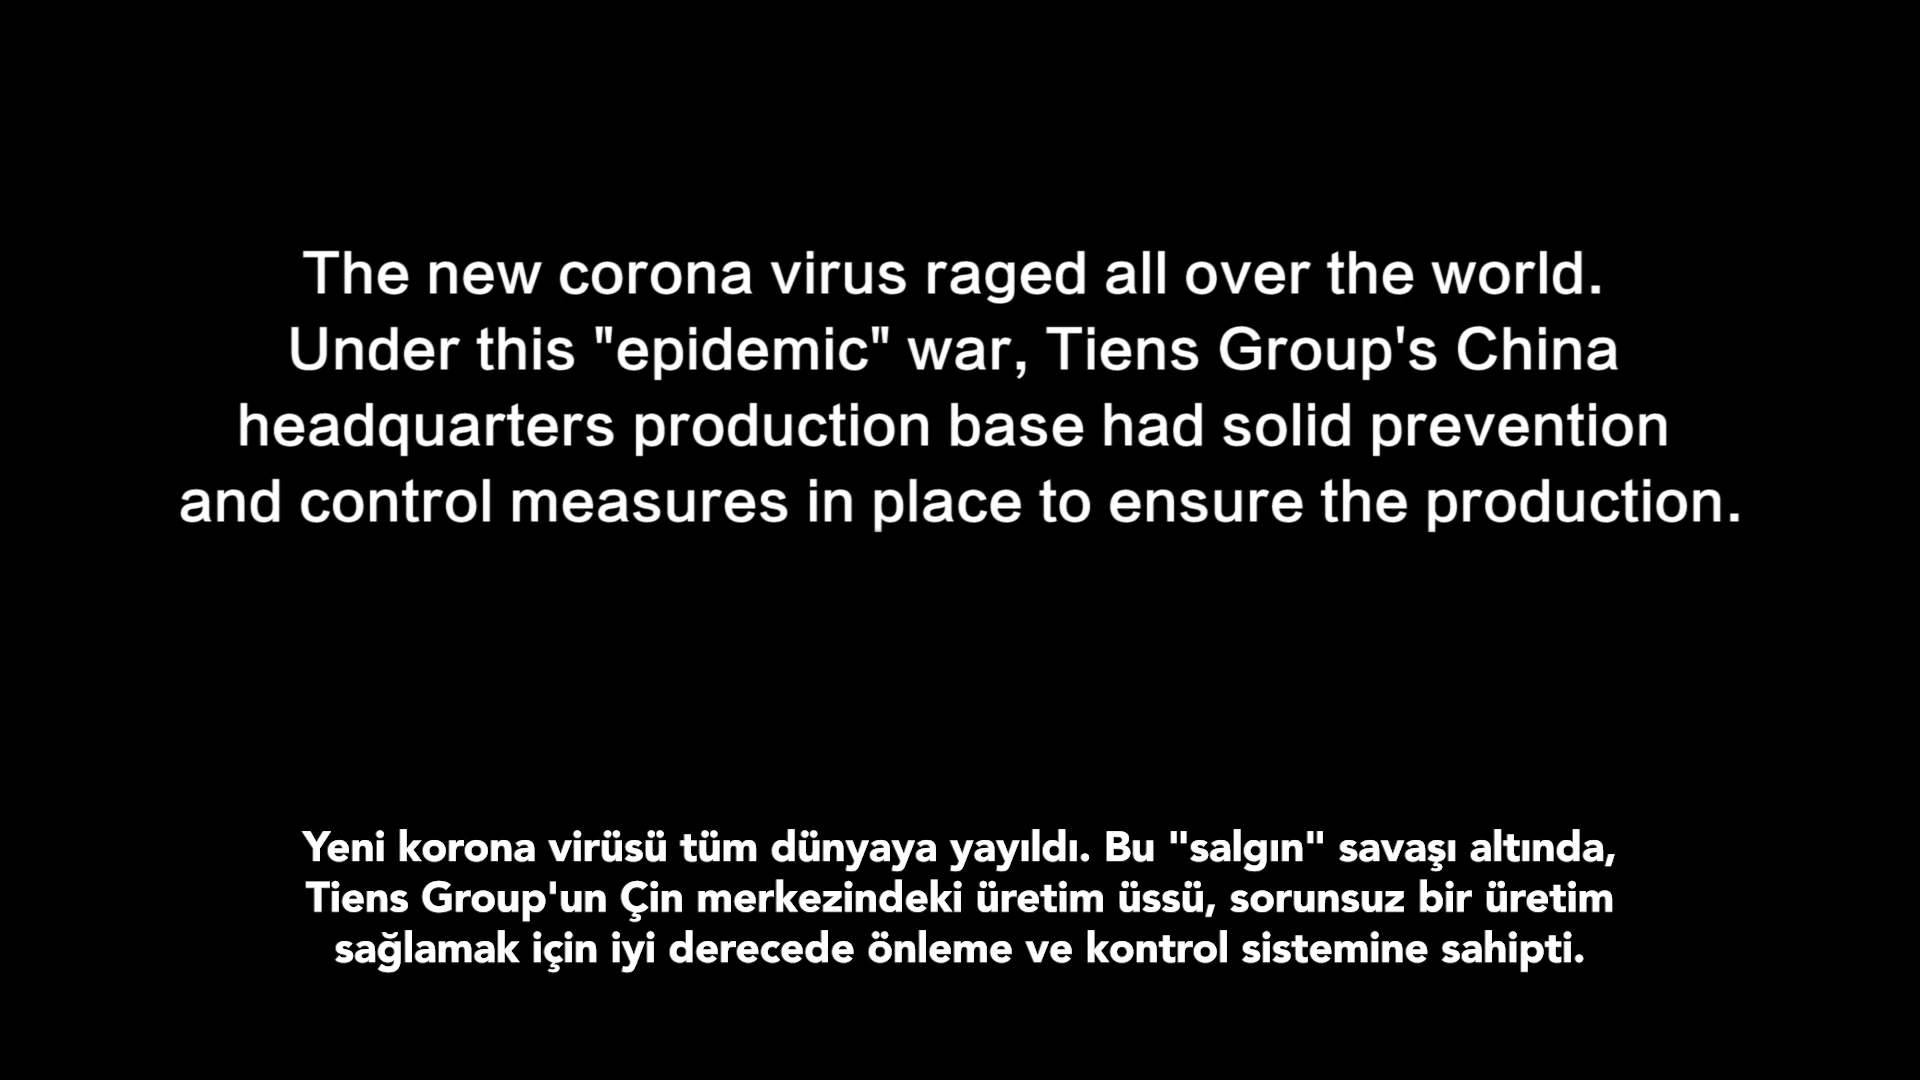 The new corona virus raged all over the world.
Under this "epidemic" war, Tiens Group's China
headquarters production base had solid prevention
and control measures in place to ensure the production.
Yeni korona virüsü tüm dünyaya yayıldı. Bu "salgın" savaşı altında,
Tiens Group'un Çin merkezindeki üretim üssü, sorunsuz bir üretim
sağlamak için iyi derecede önleme ve kontrol sistemine sahipti.